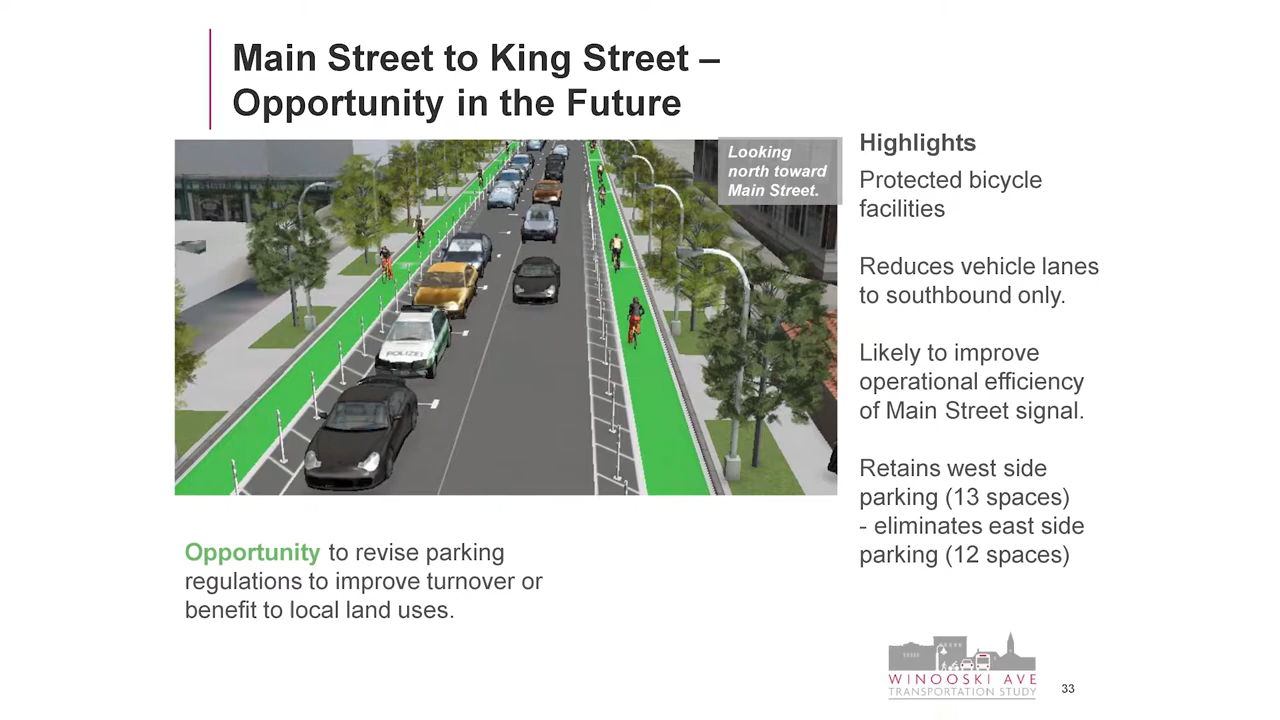 Main Street to King Street –
Opportunity in the Future
Looking
north toward
Main Street.
POLIZEI
Highlights
Protected bicycle
facilities
Reduces vehicle lanes
to southbound only.
Likely to improve
operational efficiency
of Main Street signal.
Retains west side
parking (13 spaces)
- eliminates east side
parking (12 spaces)
Opportunity to revise parking
regulations to improve turnover or
benefit to local land uses.
WINOOSKI AVE
TRANSPORTATION STUDY
33